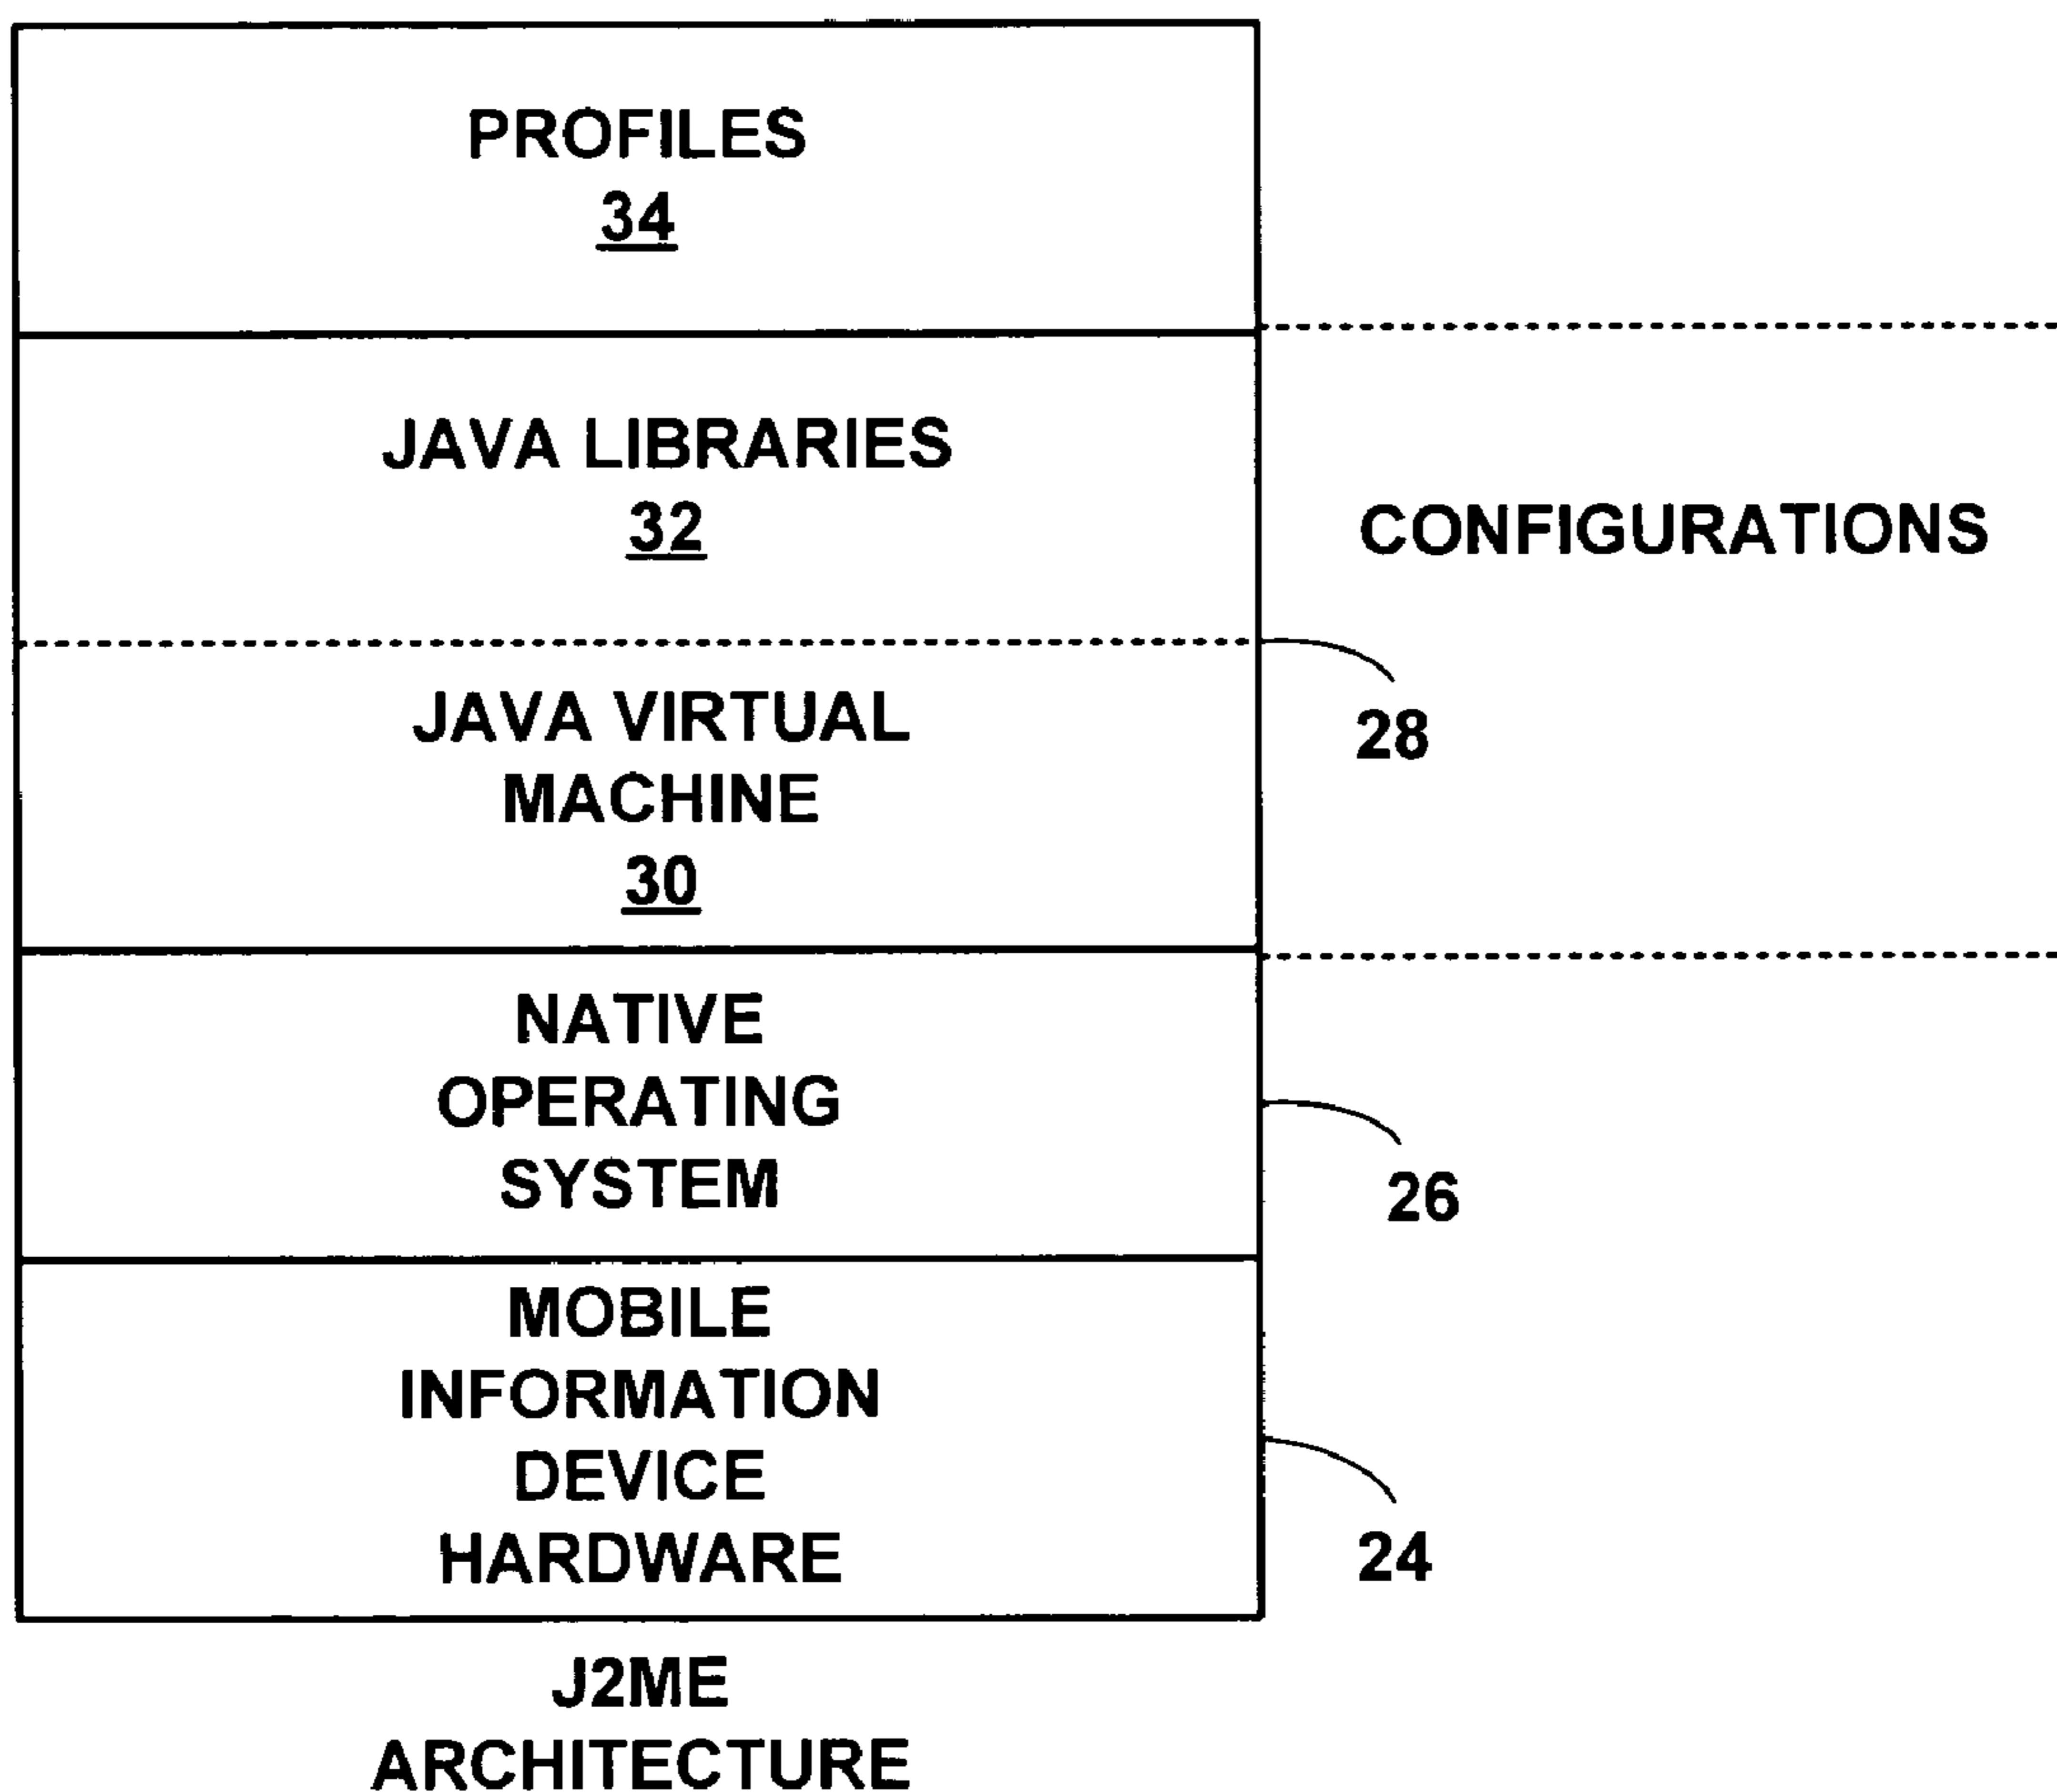 PROFILES
34
JAVA LIBRARIES
32
CONFIGURATIONS
JAVA VIRTUAL
MACHINE
30
28
NATIVE
OPERATING
SYSTEM
26
MOBILE
INFORMATION
DEVICE
HARDWARE
24
J2ME
ARCHITECTURE